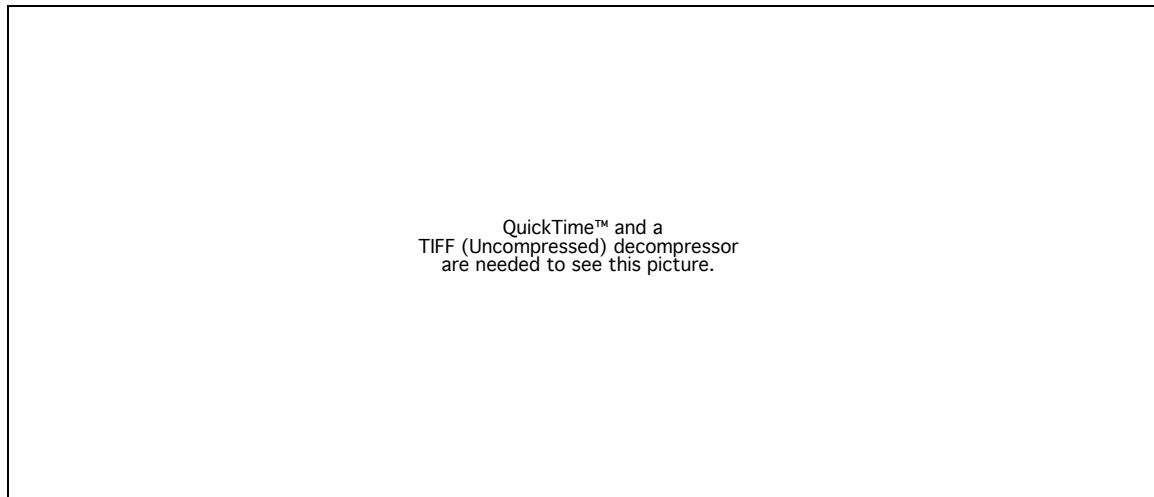 QuickTime™ and a
TIFF (Uncompressed) decompressor
are needed to see this picture.